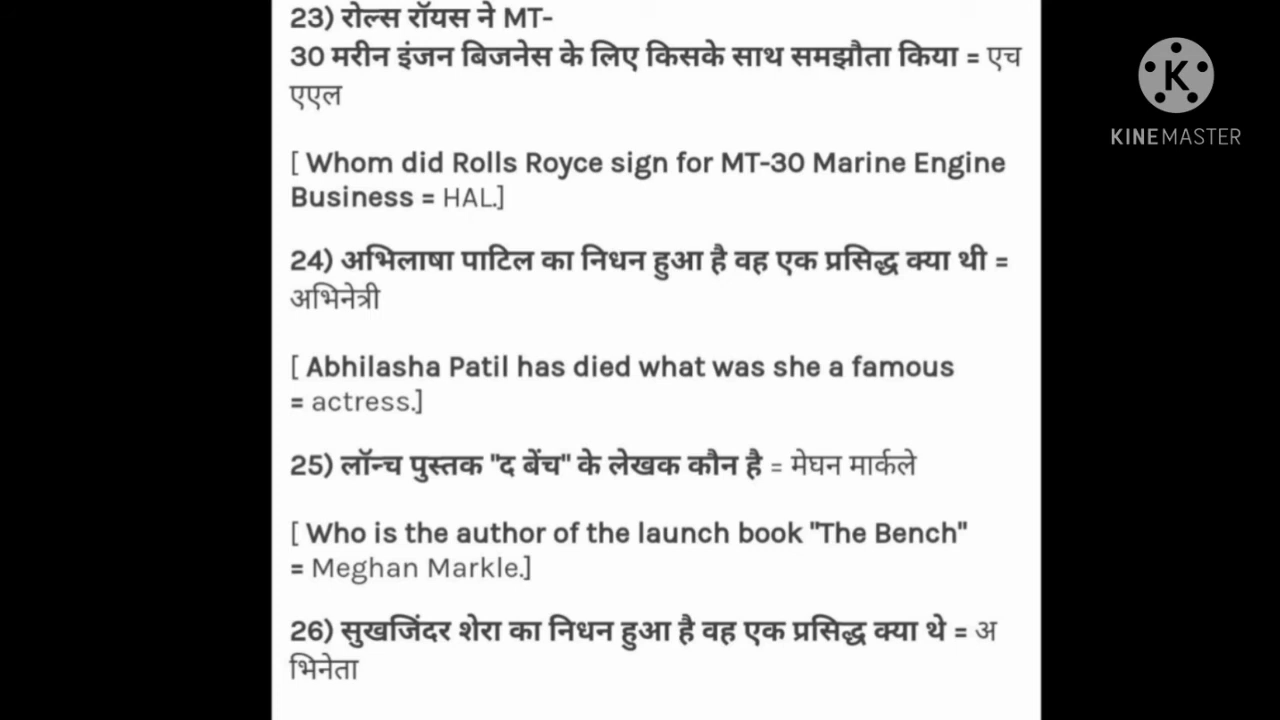 23) रोल्स रॉयस ने MT-
30 मरीन इंजन बिजनेस के लिए किसके साथ समझौता किया = एच
एएल
[ Whom did Rolls Royce sign for MT-30 Marine Engine
Business = HAL.]
24) अभिलाषा पाटिल का निधन हुआ है वह एक प्रसिद्ध क्या थी =
अभिनेत्री
[ Abhilasha Patil has died what was she a famous
= actress.]
25) लॉन्च पुस्तक "द बेंच" के लेखक कौन है = मेघन मार्कले
[ Who is the author of the launch book "The Bench"
= Meghan Markle.]
26) सुखजिंदर शेरा का निधन हुआ है वह एक प्रसिद्ध क्या थे = अ
भिनेता
K
KINEMASTER